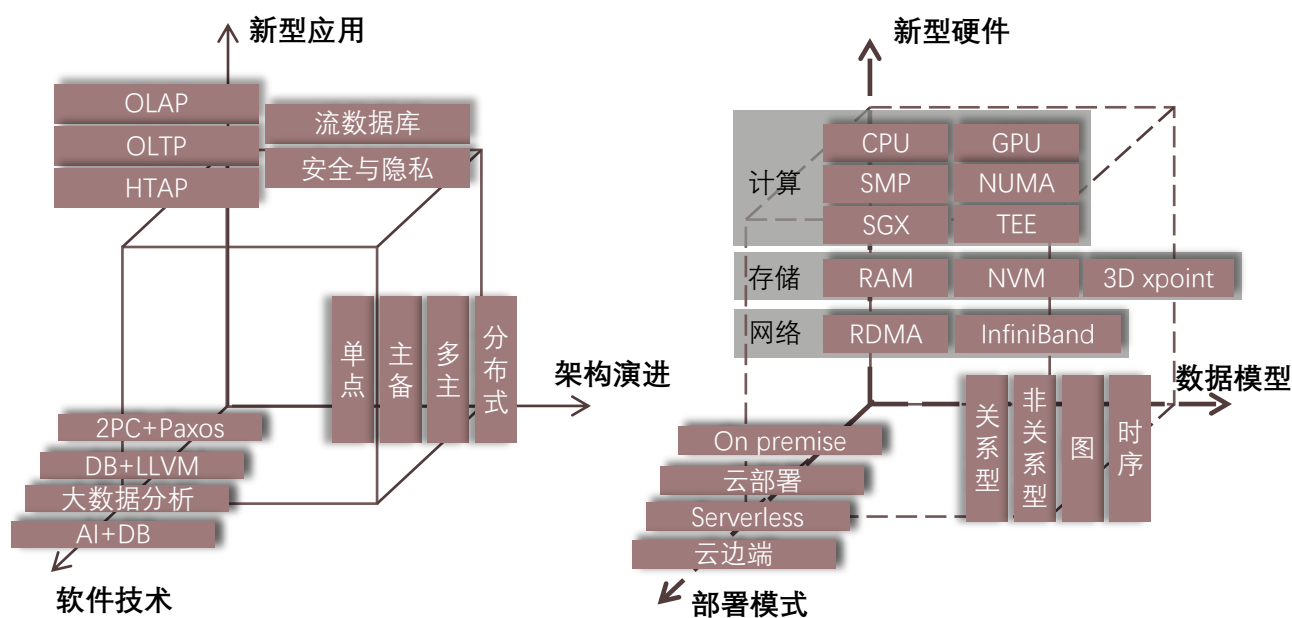 新型应用
OLAP
OLTP
HTAP
流数据库
安全与隐私
单点
主备
多主
分布式
架构演进
2PC+Paxos
DB+LLVM
大数据分析
AI+DB
软件技术
新型硬件
计算
CPU
GPU
SMP
NUMA
SGX
TEE
存储
RAM
NVM
3D xpoint
网络
RDMA
InfiniBand
数据模型
关系型
非关系型
图
时序
On premise
云部署
Serverless
云边端
部署模式